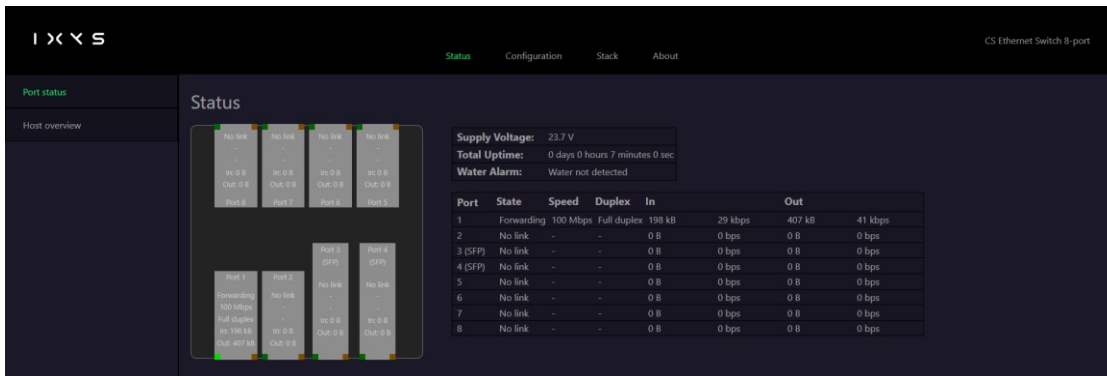 IXYS
CS Ethernet Switch 8-port
Status Configuration Stack About
Port status
Host overview
Status
No link No link No link No link
- - - -
- - - -
In: 0 B In: 0 B In: 0 B In: 0 B
Out: 0 B Out: 0 B Out: 0 B Out: 0 B
Port 8 Port 7 Port 6 Port 5
Port 1
Forwarding
100 Mbps
Full duplex
In: 198 kB
Out: 407 kB
Port 2
No link
-
-
In: 0 B
Out: 0 B
Port 3
(SFP)
No link
-
-
In: 0 B
Out: 0 B
Port 4
(SFP)
No link
-
-
In: 0 B
Out: 0 B
Supply Voltage: 23.7 V
Total Uptime: 0 days 0 hours 7 minutes 0 sec
Water Alarm: Water not detected
Port State Speed Duplex In Out
1 Forwarding 100 Mbps Full duplex 198 kB 29 kbps 407 kB 41 kbps
2 No link - - 0 B 0 bps 0 B 0 bps
3 (SFP) No link - - 0 B 0 bps 0 B 0 bps
4 (SFP) No link - - 0 B 0 bps 0 B 0 bps
5 No link - - 0 B 0 bps 0 B 0 bps
6 No link - - 0 B 0 bps 0 B 0 bps
7 No link - - 0 B 0 bps 0 B 0 bps
8 No link - - 0 B 0 bps 0 B 0 bps